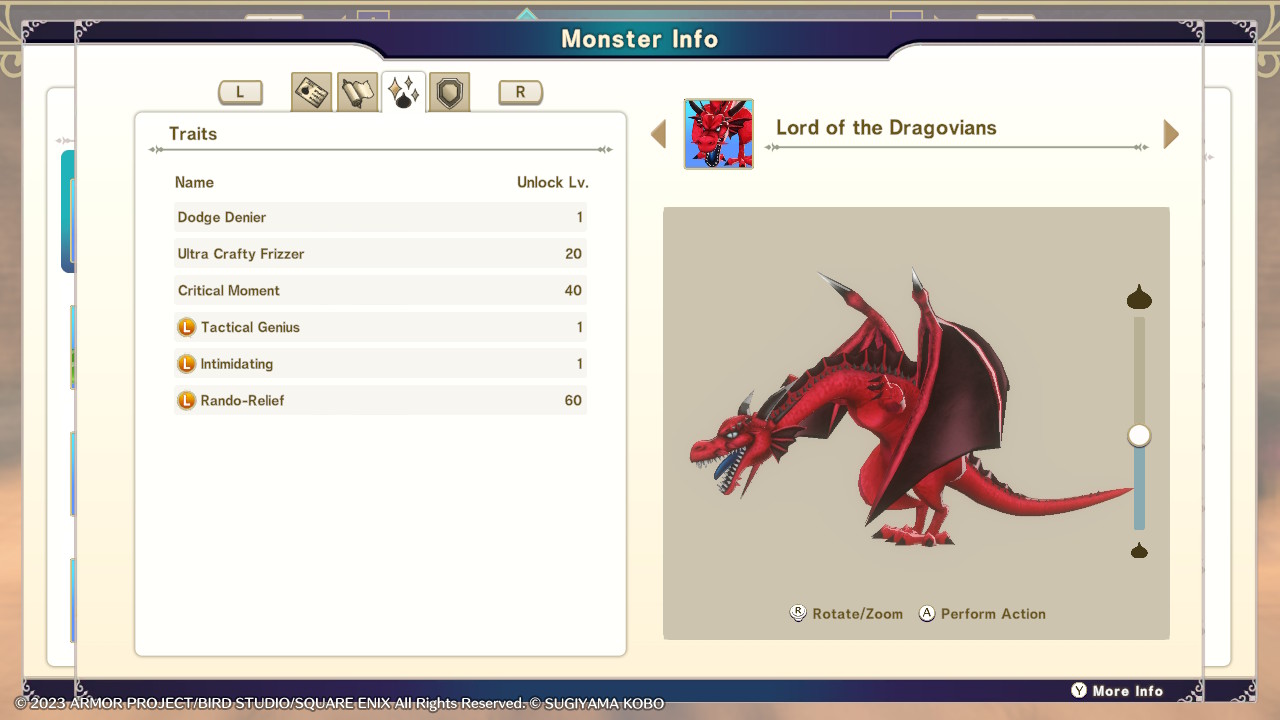 Monster Info
L
R
Traits
Name Unlock Lv.
Dodge Denier 1
Ultra Crafty Frizzer 20
Critical Moment 40
L Tactical Genius 1
L Intimidating 1
L Rando-Relief 60
Lord of the Dragovians
R Rotate/Zoom A Perform Action
Y More Info
© 2023 ARMOR PROJECT/BIRD STUDIO/SQUARE ENIX All Rights Reserved. © SUGIYAMA KOBO